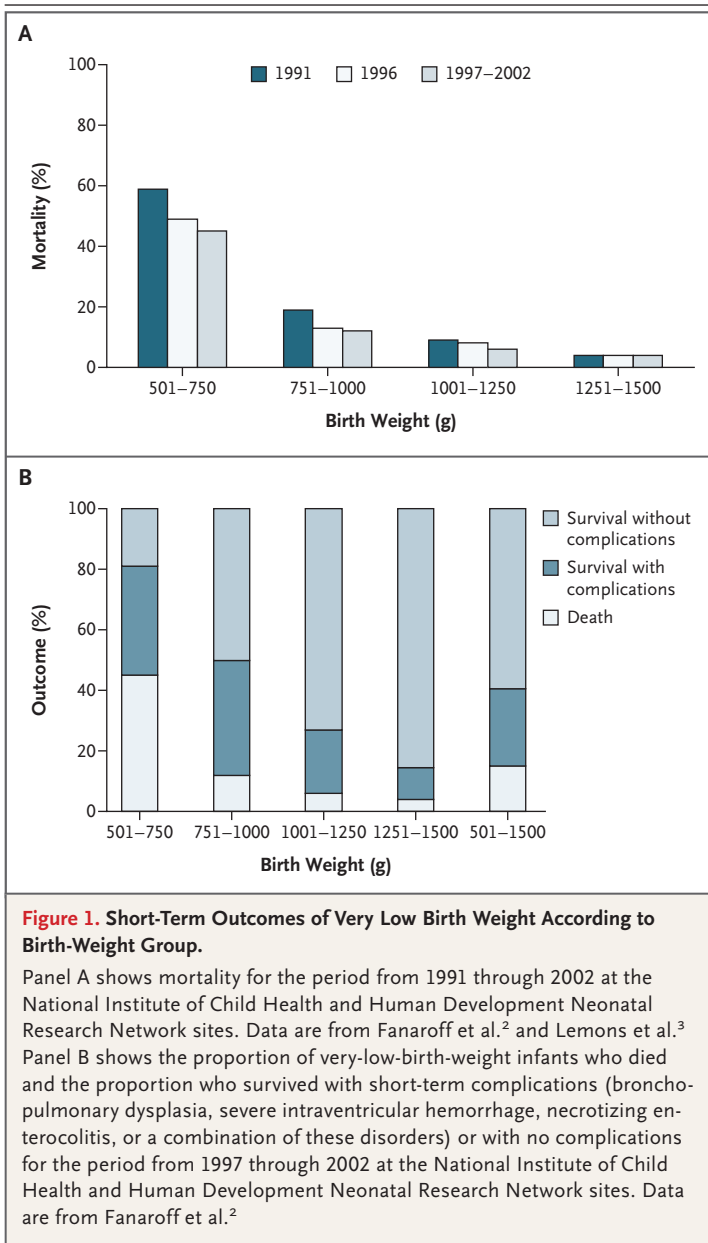 A
100
80
60
40
20
0
Mortality (%)
1991
1996
1997–2002
501–750
751–1000
1001–1250
1251–1500
Birth Weight (g)
B
100
80
60
40
20
0
Outcome (%)
Survival without
complications
Survival with
complications
Death
501–750
751–1000
1001–1250
1251–1500
501–1500
Birth Weight (g)
Figure 1. Short-Term Outcomes of Very Low Birth Weight According to
Birth-Weight Group.
Panel A shows mortality for the period from 1991 through 2002 at the
National Institute of Child Health and Human Development Neonatal
Research Network sites. Data are from Fanaroff et al.² and Lemons et al.³
Panel B shows the proportion of very-low-birth-weight infants who died
and the proportion who survived with short-term complications (broncho-
pulmonary dysplasia, severe intraventricular hemorrhage, necrotizing en-
terocolitis, or a combination of these disorders) or with no complications
for the period from 1997 through 2002 at the National Institute of Child
Health and Human Development Neonatal Research Network sites. Data
are from Fanaroff et al.²